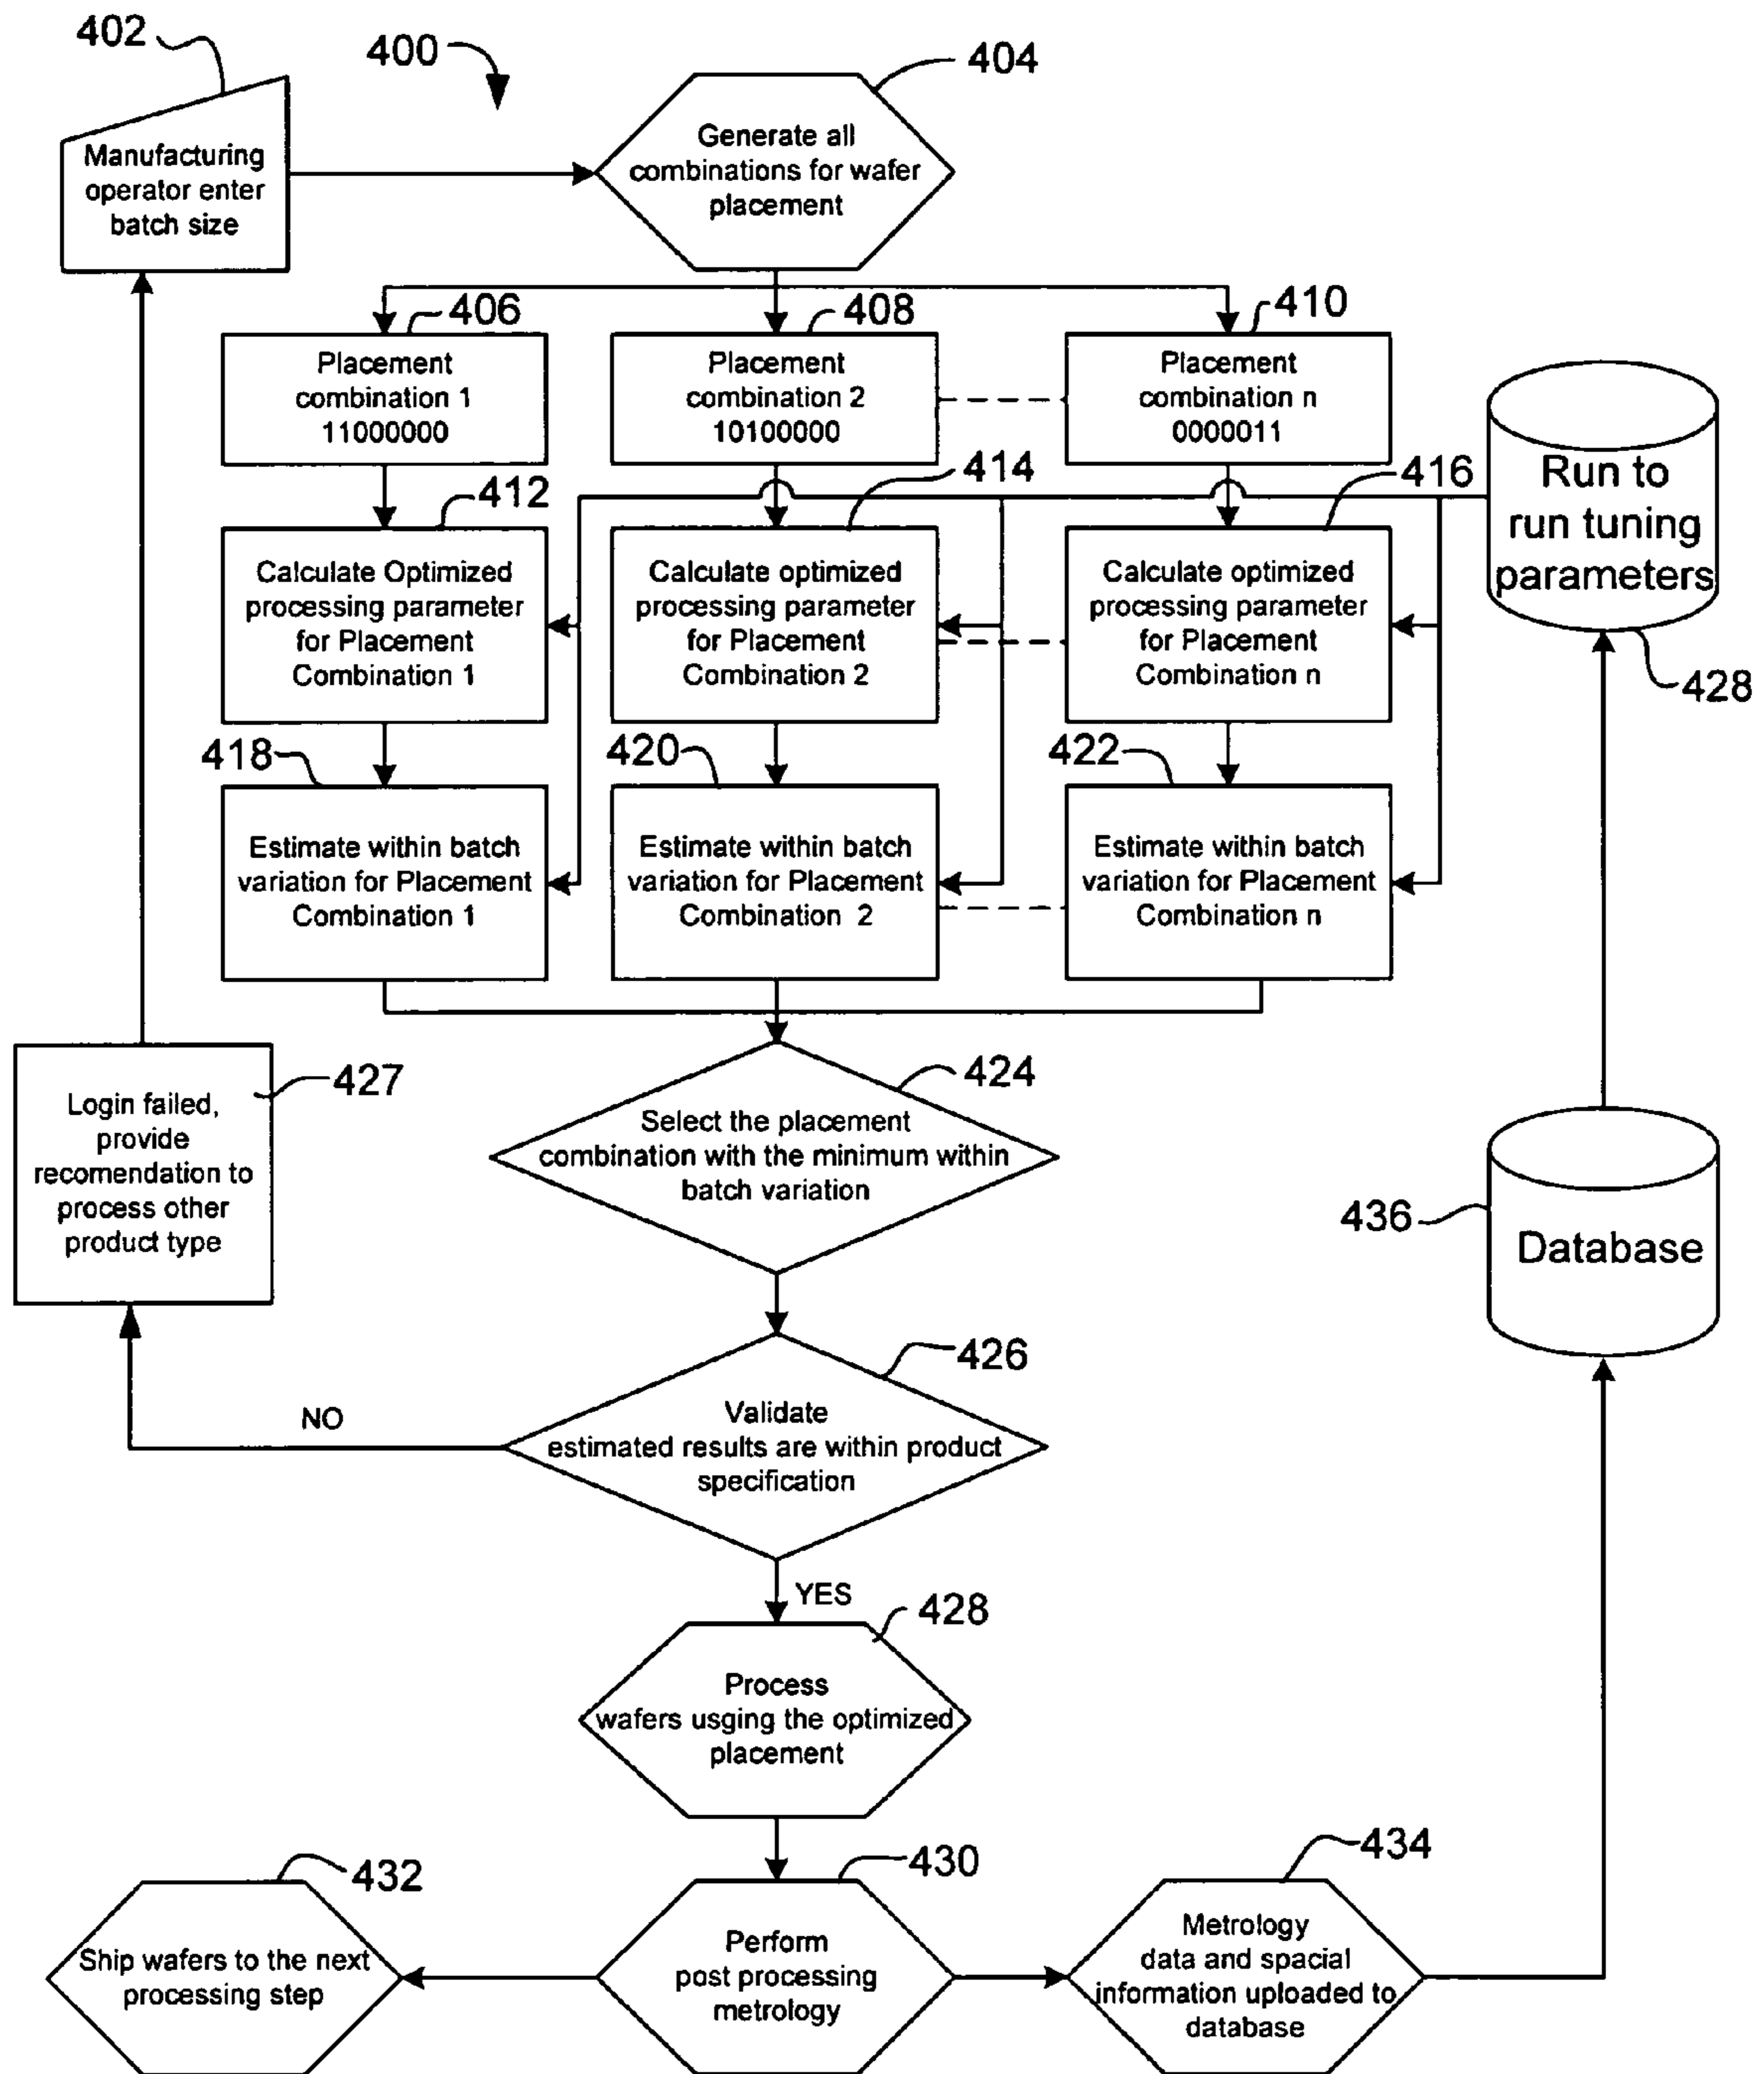 402
400
404
Manufacturing
operator enter
batch size
Generate all
combinations for wafer
placement
406
408
410
Placement
combination 1
11000000
Placement
combination 2
10100000
Placement
combination n
0000011
Run to
run tuning
parameters
428
412
414
416
Calculate Optimized
processing parameter
for Placement
Combination 1
Calculate optimized
processing parameter
for Placement
Combination 2
Calculate optimized
processing parameter
for Placement
Combination n
418
420
422
Estimate within batch
variation for Placement
Combination 1
Estimate within batch
variation for Placement
Combination 2
Estimate within batch
variation for Placement
Combination n
427
Login failed,
provide
recomendation to
process other
product type
424
Select the placement
combination with the minimum within
batch variation
436
Database
426
Validate
estimated results are within product
specification
NO
YES
428
Process
wafers usging the optimized
placement
432
430
434
Ship wafers to the next
processing step
Perform
post processing
metrology
Metrology
data and spacial
information uploaded to
database